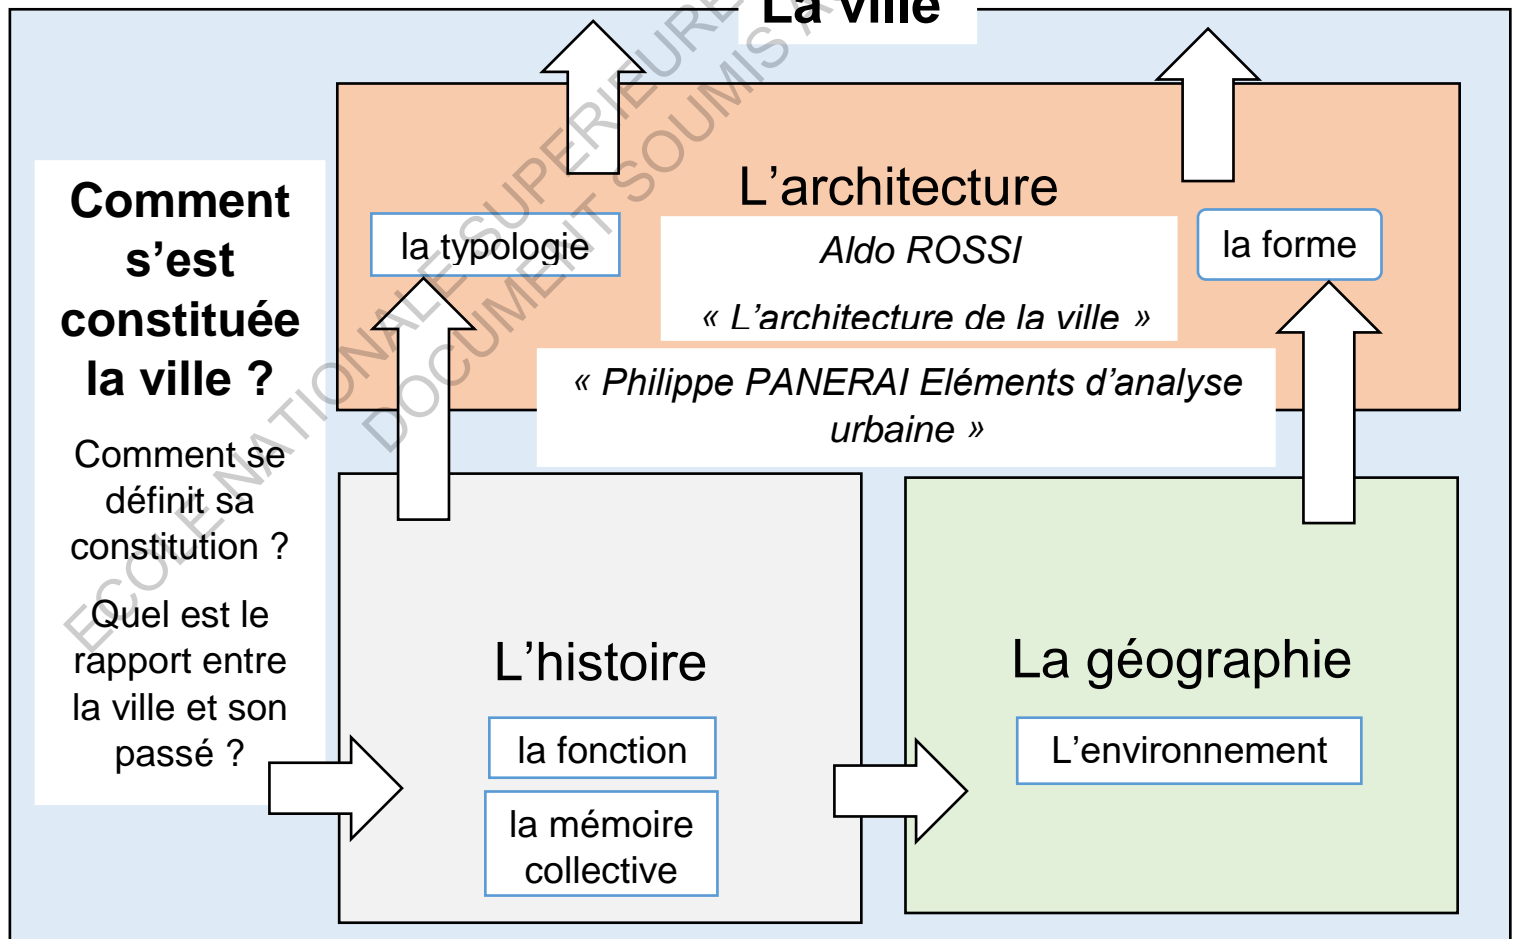 La ville
Comment
s’est
constituée
la ville ?
Comment se
définit sa
constitution ?
Quel est le
rapport entre
la ville et son
passé ?
L’architecture
la typologie
Aldo ROSSI
« L’architecture de la ville »
la forme
« Philippe PANERAI Eléments d’analyse
urbaine »
L’histoire
la fonction
la mémoire
collective
La géographie
L’environnement
ECOLE NATIONALE SUPERIEURE
DOCUMENT SOUMIS